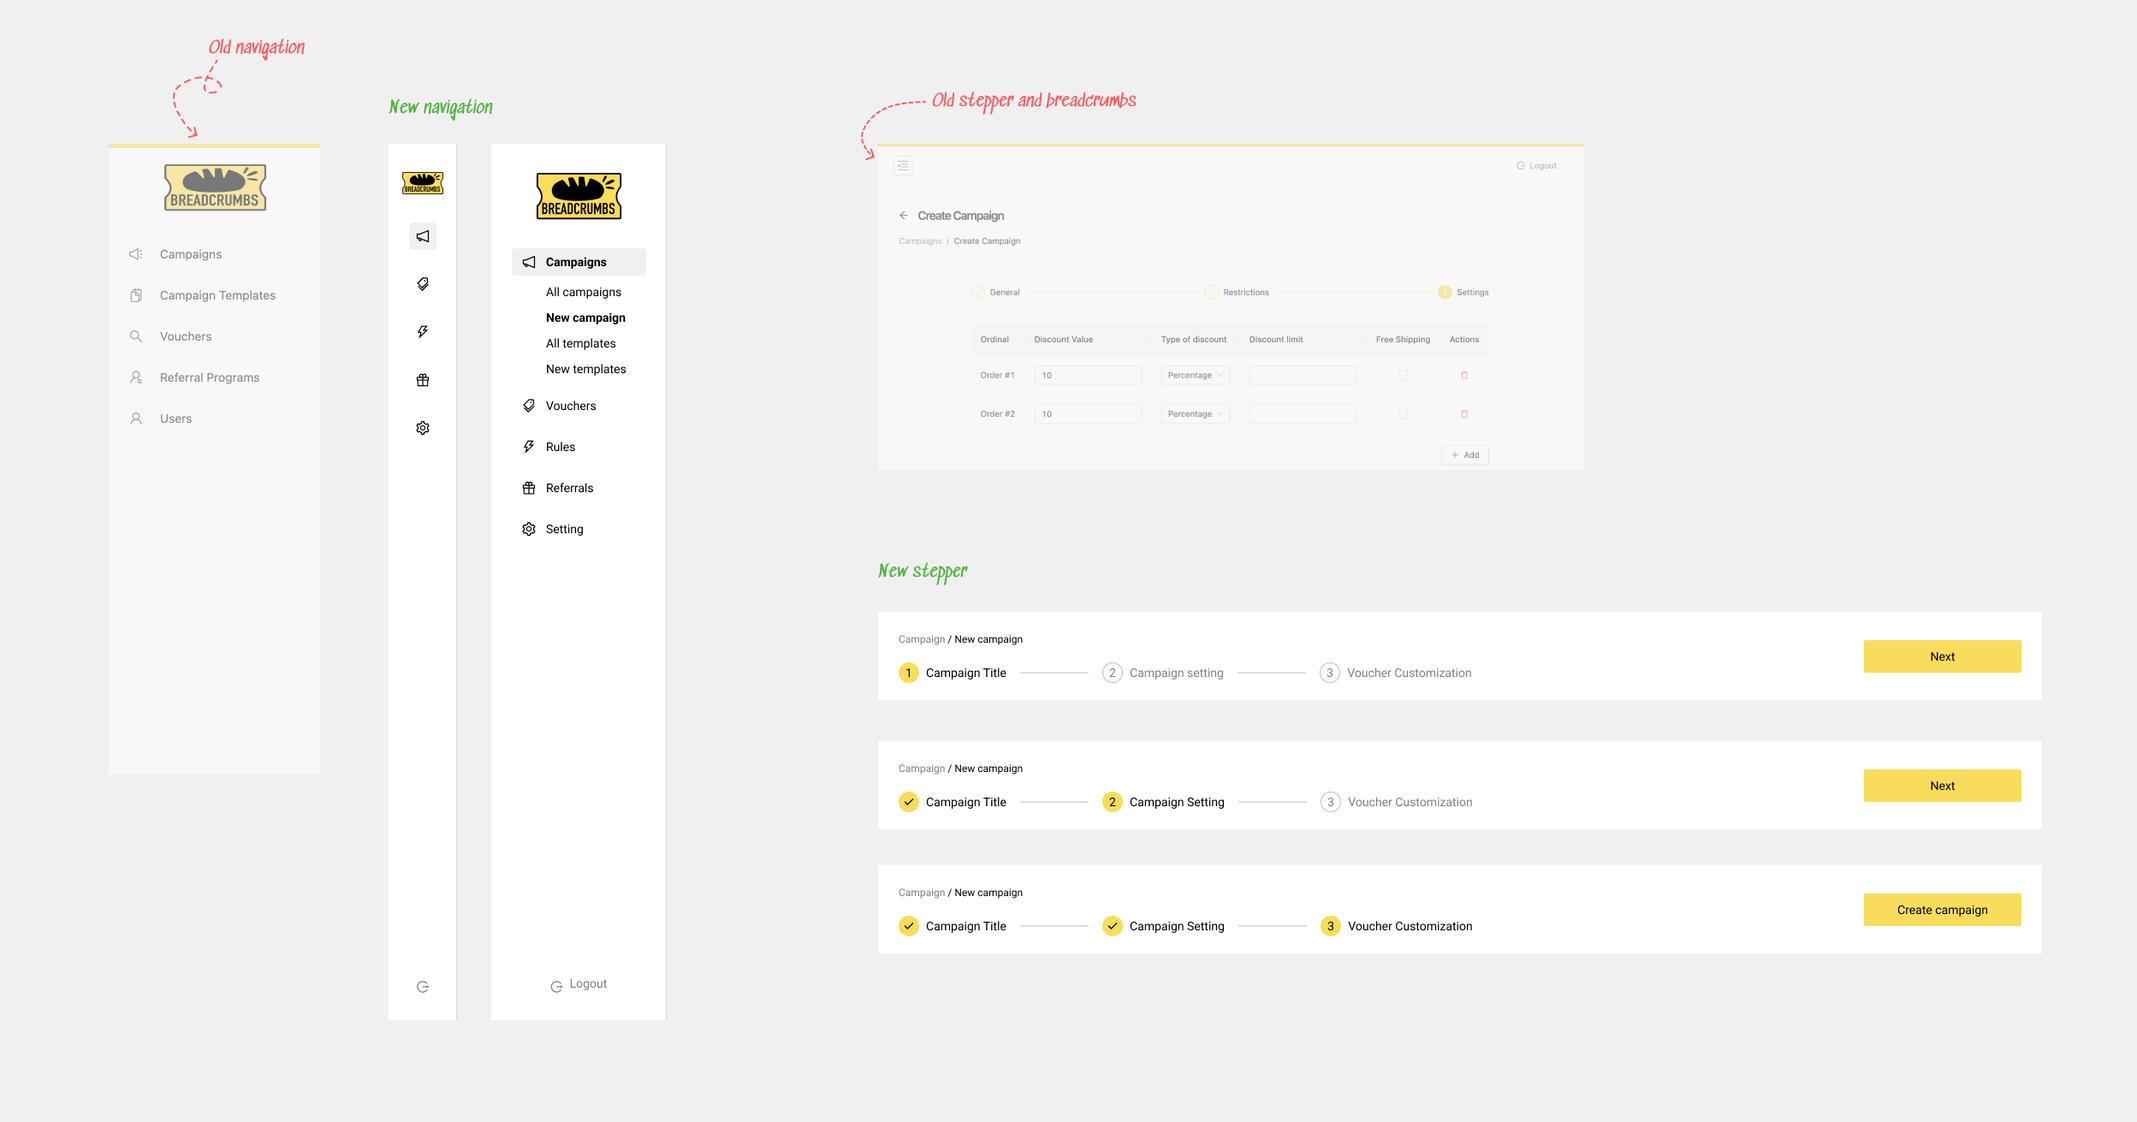 Old navigation
BREADCRUMBS
Campaigns
Campaign Templates
Vouchers
Referral Programs
Users
New navigation
BREADCRUMBS
BREADCRUMBS
Campaigns
All campaigns
New campaign
All templates
New templates
Vouchers
Rules
Referrals
Setting
Logout
Old stepper and breadcrumbs
Logout
Create Campaign
Campaigns / Create Campaign
General Restrictions 3 Settings
Ordinal Discount Value Type of discount Discount limit Free Shipping Actions
Order #1 10 Percentage
Order #2 10 Percentage
+ Add
New stepper
Campaign / New campaign
1 Campaign Title 2 Campaign setting 3 Voucher Customization
Next
Campaign / New campaign
Campaign Title 2 Campaign Setting 3 Voucher Customization
Next
Campaign / New campaign
Campaign Title Campaign Setting 3 Voucher Customization
Create campaign